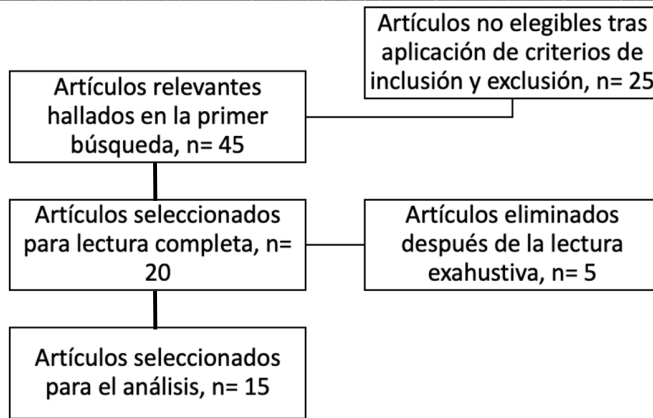 Artículos no elegibles tras
aplicación de criterios de
inclusión y exclusión, n= 25
Artículos relevantes
hallados en la primer
búsqueda, n= 45
Artículos seleccionados
para lectura completa, n=
20
Artículos eliminados
después de la lectura
exahustiva, n= 5
Artículos seleccionados
para el análisis, n= 15